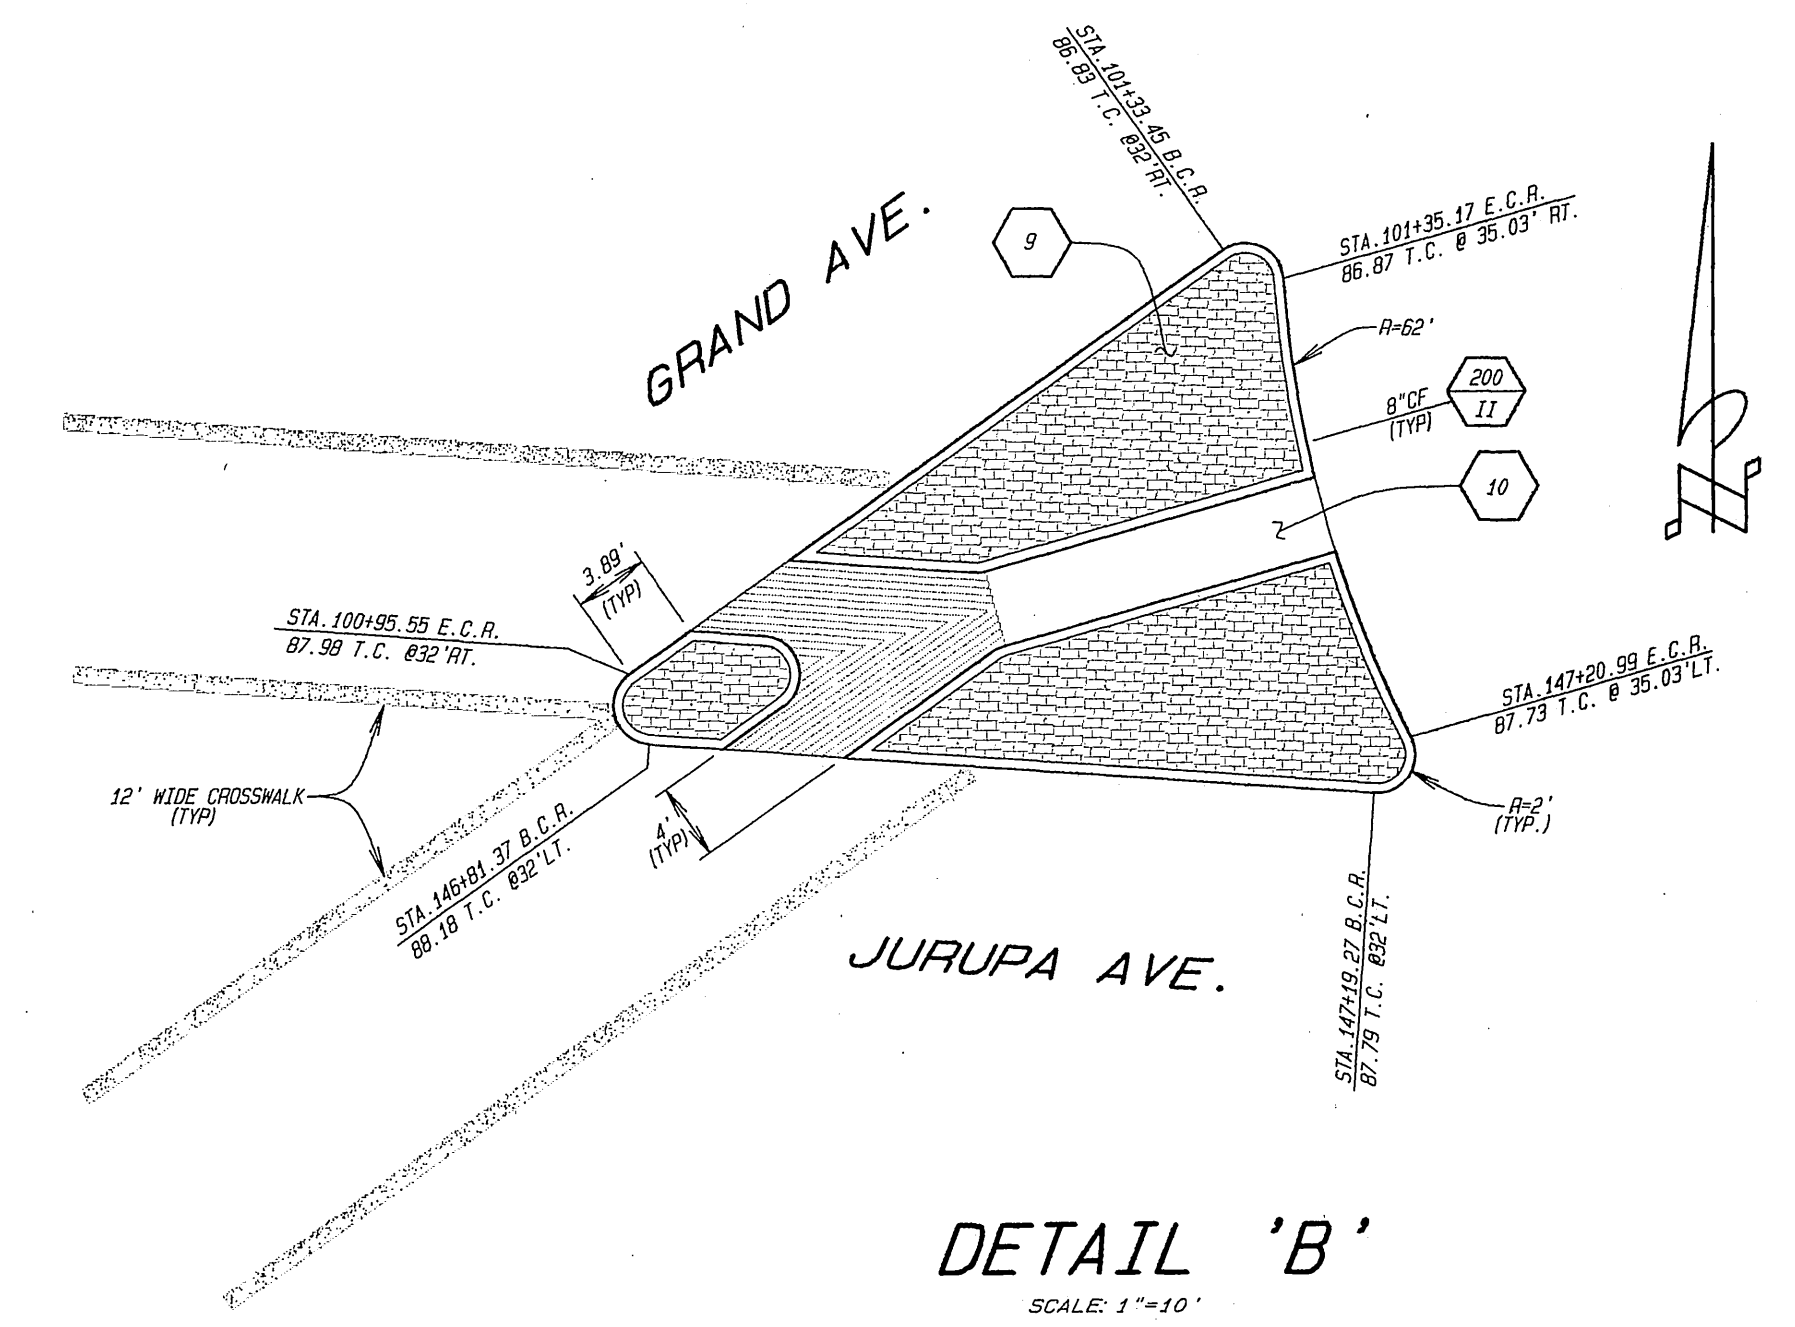 STA.101+33.45 B.C.R.
86.83 T.C. @32'RT.
GRAND AVE.
9
STA.101+35.17 E.C.R.
86.87 T.C. @ 35.03' RT.
R=62'
8"CF
(TYP)
200
II
10
3.89'
(TYP)
STA.100+95.55 E.C.R.
87.98 T.C. @32'RT.
STA.147+20.99 E.C.R.
87.73 T.C. @ 35.03'LT.
12' WIDE CROSSWALK
(TYP)
STA.146+81.37 B.C.R.
88.18 T.C. @32'LT.
4'
(TYP)
R=2'
(TYP.)
STA.147+19.27 B.C.R.
87.79 T.C. @32'LT.
JURUPA AVE.
DETAIL 'B'
SCALE: 1"=10'